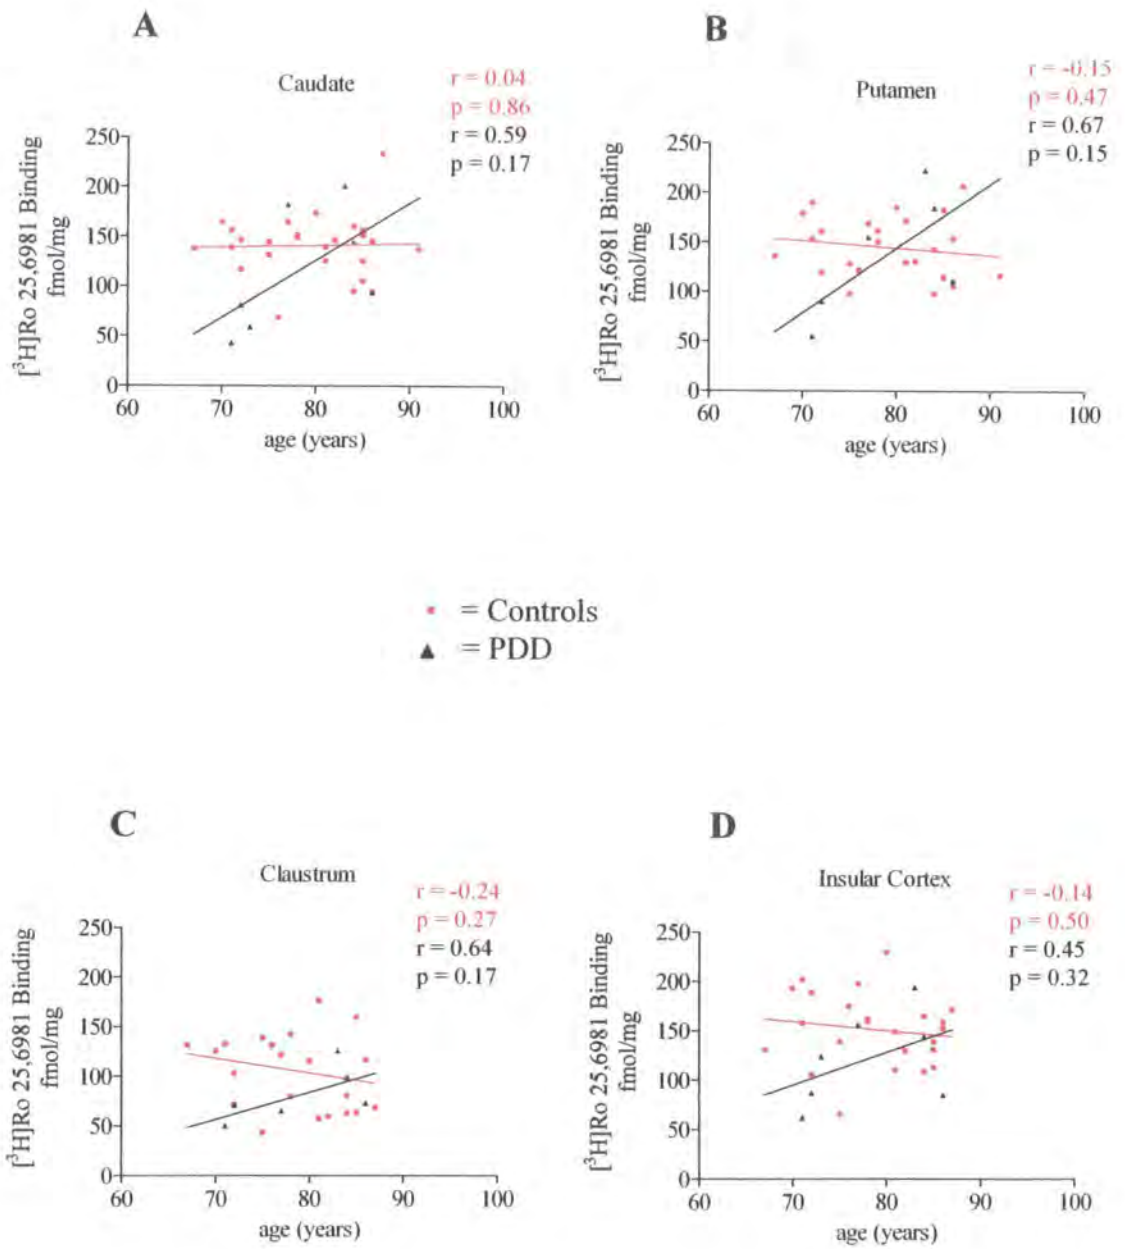 A
Caudate
r = 0.04
p = 0.86
r = 0.59
p = 0.17
[³H]Ro 25,6981 Binding
fmol/mg
250
200
150
100
50
0
60 70 80 90 100
age (years)
B
Putamen
r = -0.15
p = 0.47
r = 0.67
p = 0.15
[³H]Ro 25,6981 Binding
fmol/mg
250
200
150
100
50
0
60 70 80 90 100
age (years)
= Controls
= PDD
C
Claustrum
r = -0.24
p = 0.27
r = 0.64
p = 0.17
[³H]Ro 25,6981 Binding
fmol/mg
250
200
150
100
50
0
60 70 80 90 100
age (years)
D
Insular Cortex
r = -0.14
p = 0.50
r = 0.45
p = 0.32
[³H]Ro 25,6981 Binding
fmol/mg
250
200
150
100
50
0
60 70 80 90 100
age (years)